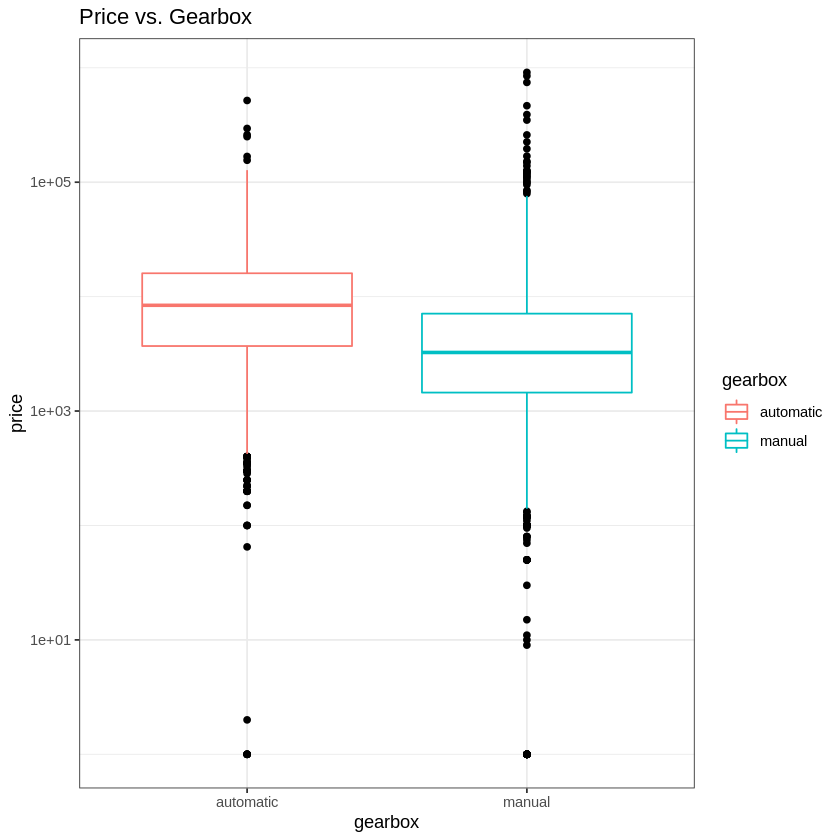 Price vs. Gearbox
price
1e+05
1e+03
1e+01
automatic
manual
gearbox
gearbox
automatic
manual